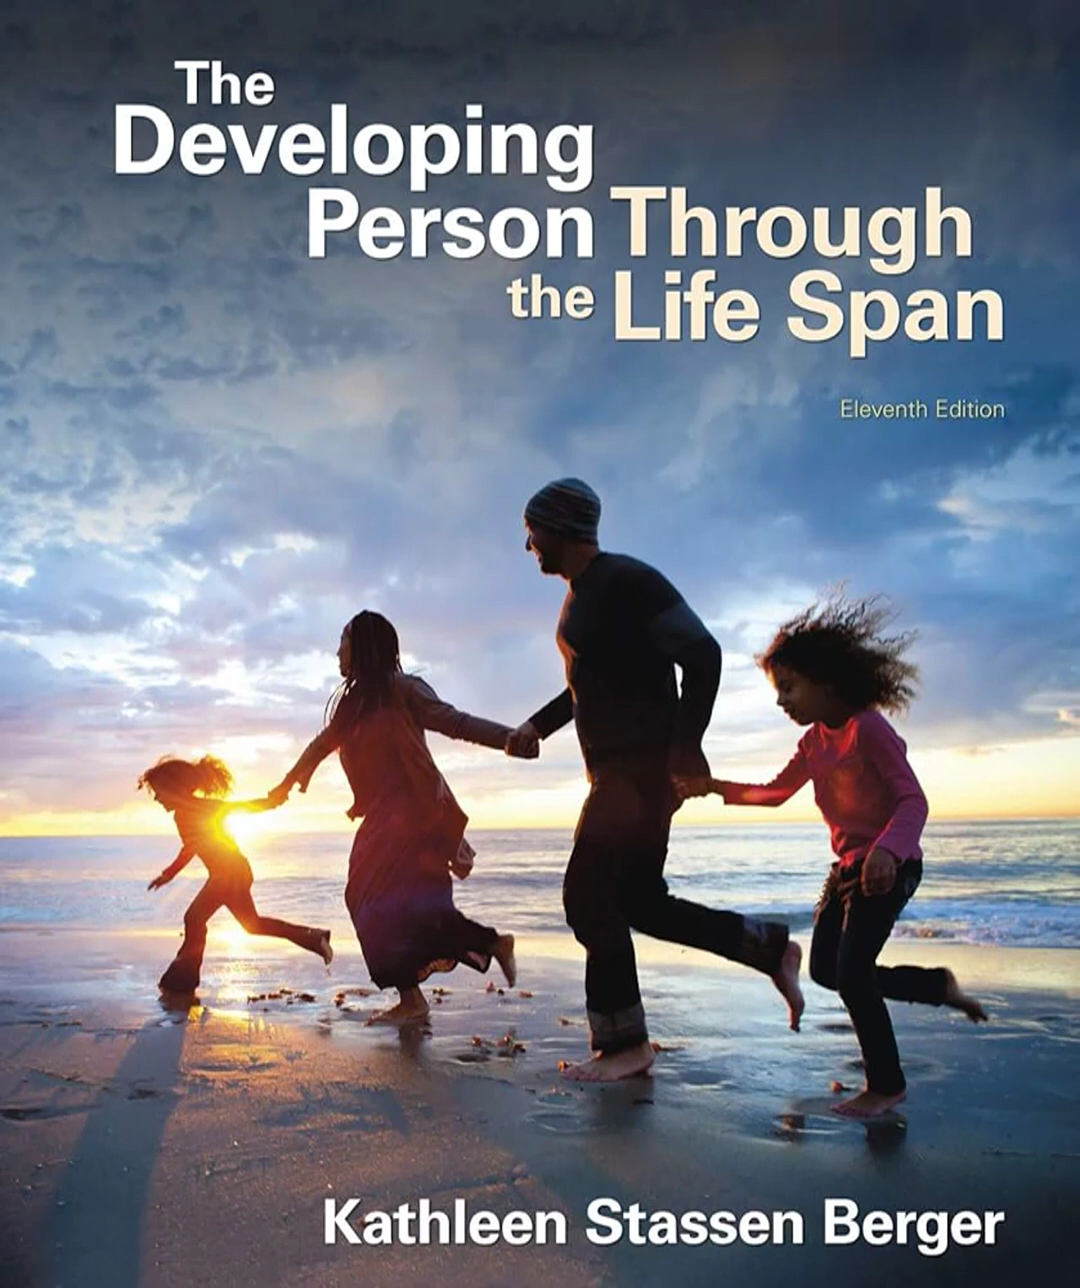 The
Developing
Person Through
the Life Span
Eleventh Edition
Kathleen Stassen Berger